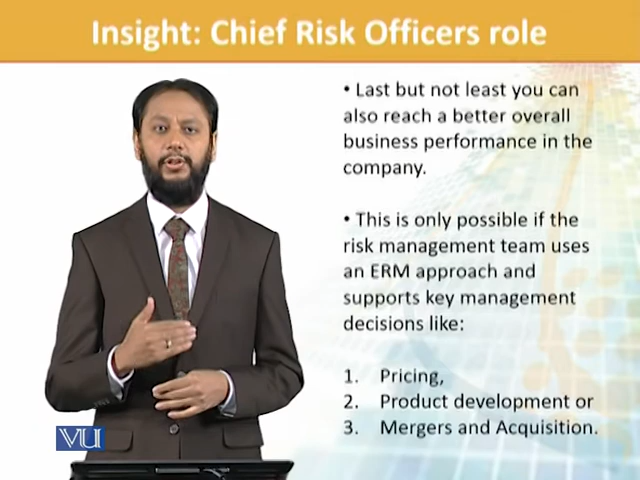 Insight: Chief Risk Officers role
• Last but not least you can
also reach a better overall
business performance in the
company.
• This is only possible if the
risk management team uses
an ERM approach and
supports key management
decisions like:
1. Pricing,
2. Product development or
3. Mergers and Acquisition.
VU